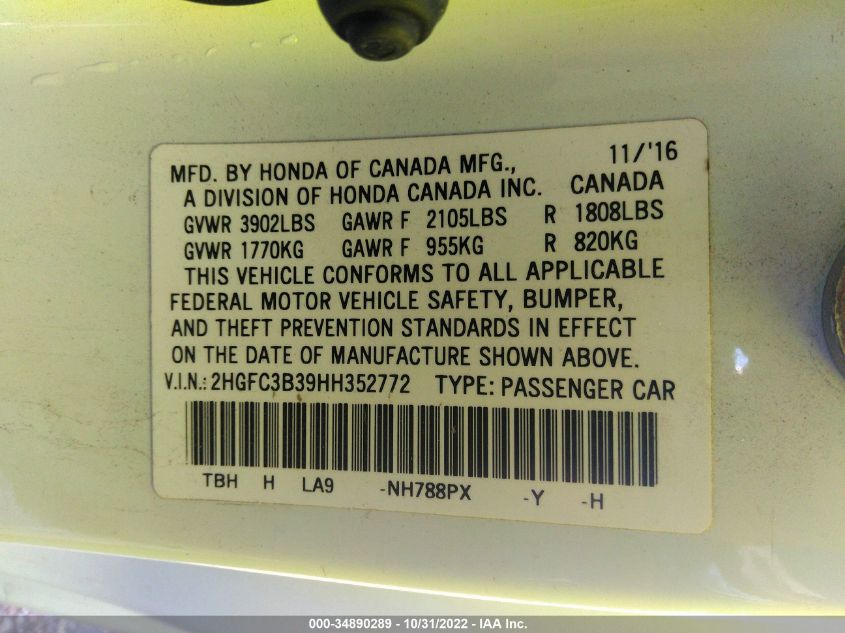 MFD. BY HONDA OF CANADA MFG., 11/'16
A DIVISION OF HONDA CANADA INC. CANADA
GVWR 3902LBS GAWR F 2105LBS R 1808LBS
GVWR 1770KG GAWR F 955KG R 820KG
THIS VEHICLE CONFORMS TO ALL APPLICABLE
FEDERAL MOTOR VEHICLE SAFETY, BUMPER,
AND THEFT PREVENTION STANDARDS IN EFFECT
ON THE DATE OF MANUFACTURE SHOWN ABOVE.
V.I.N.: 2HGFC3B39HH352772 TYPE: PASSENGER CAR
TBH H LA9 -NH788PX -Y -H
000-34890289 - 10/31/2022 - IAA Inc.